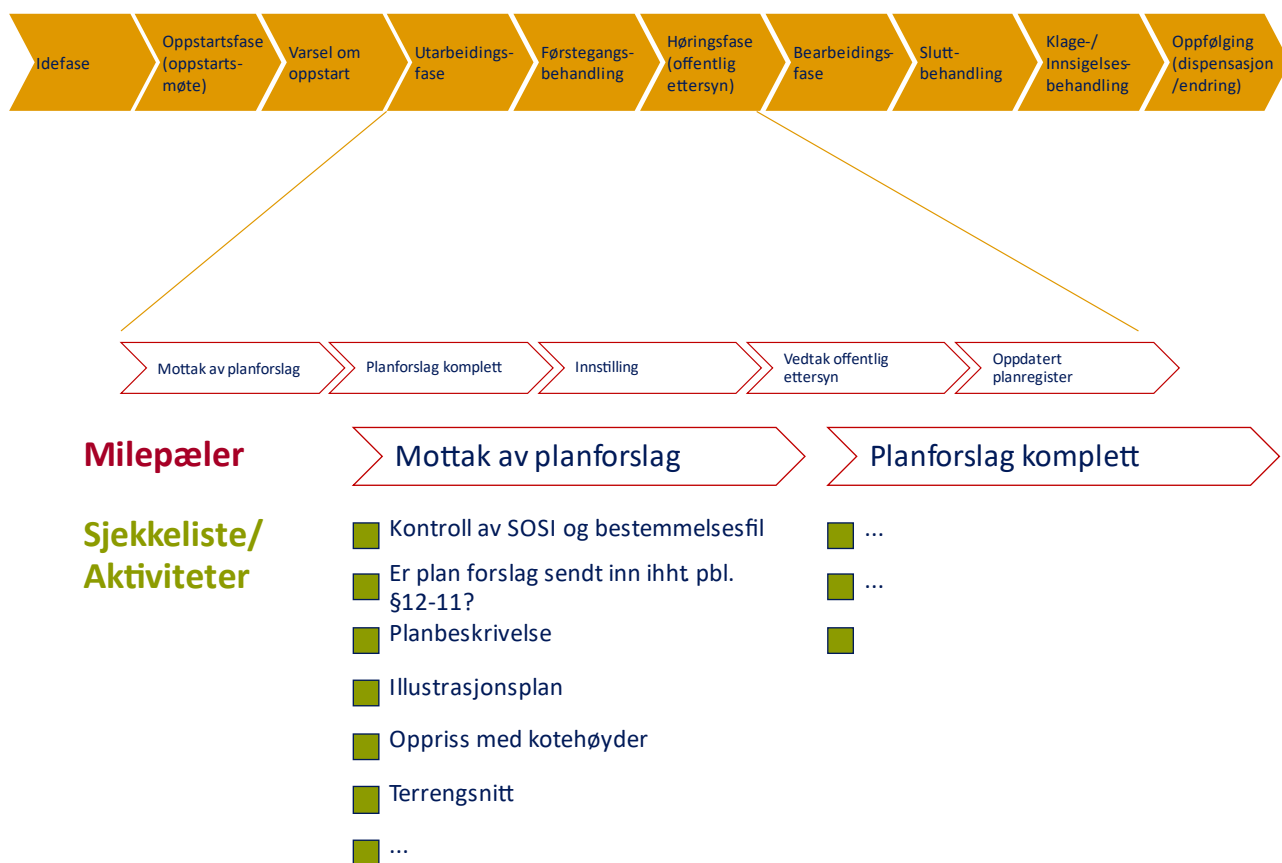 Idefase
Oppstartsfase
(oppstarts-
møte)
Varsel om
oppstart
Utarbeidings-
fase
Førstegangs-
behandling
Høringsfase
(offentlig
ettersyn)
Bearbeidings-
fase
Slutt-
behandling
Klage-/
Innsigelses-
behandling
Oppfølging
(dispensasjon
/endring)
Mottak av planforslag
Planforslag komplett
Innstilling
Vedtak offentlig
ettersyn
Oppdatert
planregister
Milepæler
Mottak av planforslag
Planforslag komplett
Sjekkeliste/
Aktiviteter
Kontroll av SOSI og bestemmelsesfil
Er plan forslag sendt inn ihht. pbl.
§12-11?
Planbeskrivelse
Illustrasjonsplan
Oppriss med kotehøyder
Terrengsnitt
...
...
...